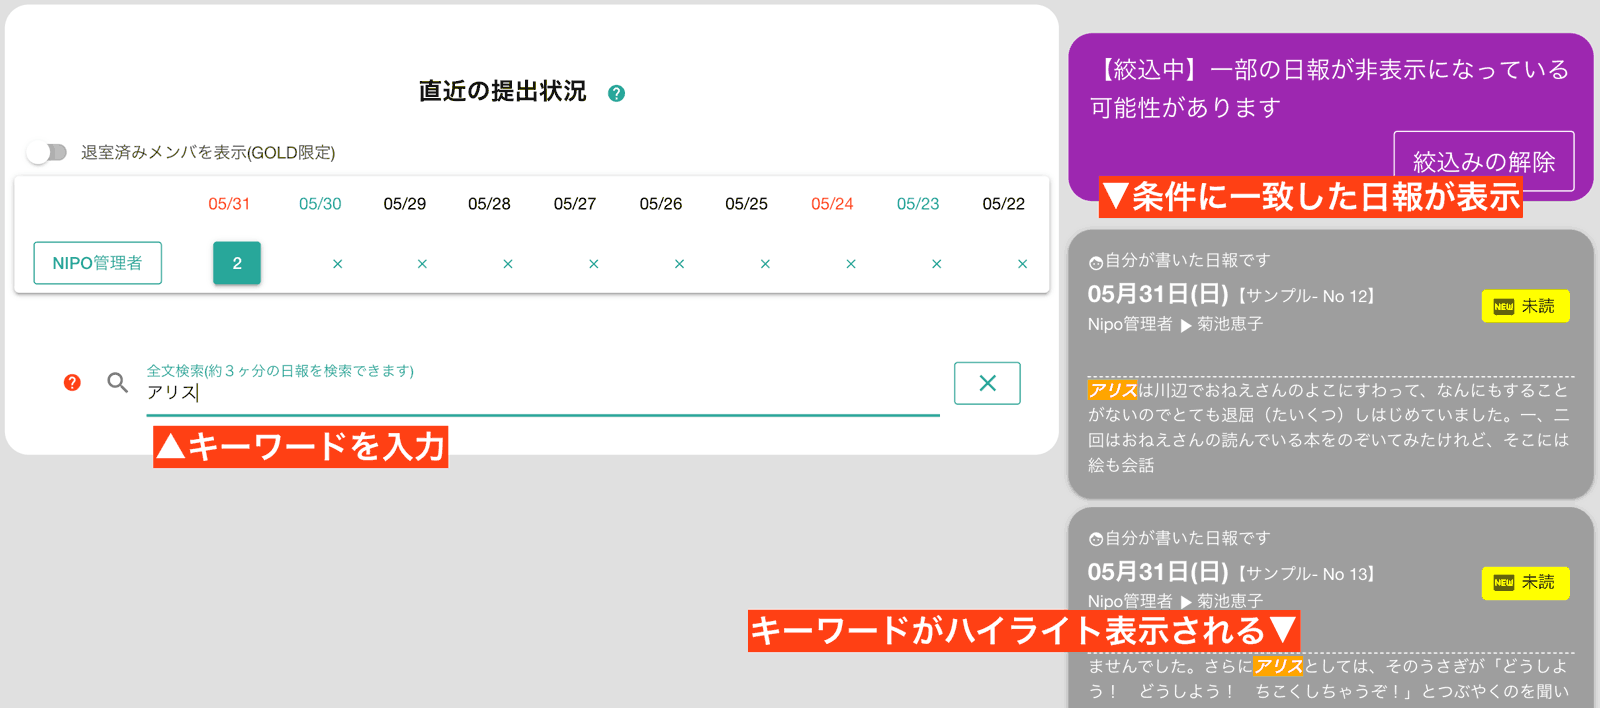 直近の提出状況 ?
退室済みメンバを表示(GOLD限定)
05/31 05/30 05/29 05/28 05/27 05/26 05/25 05/24 05/23 05/22
NIPO管理者 2 × × × × × × × × ×
? 全文検索(約３ヶ分の日報を検索できます)
アリス
▲キーワードを入力
【絞込中】一部の日報が非表示になっている
可能性があります
絞込みの解除
▼条件に一致した日報が表示
自分が書いた日報です
05月31日(日)【サンプル- No 12】
NEW 未読
Nipo管理者 ▶ 菊池恵子
アリスは川辺でおねえさんのよこにすわって、なんにもすること
がないのでとても退屈（たいくつ）しはじめていました。一、二
回はおねえさんの読んでいる本をのぞいてみたけれど、そこには
絵も会話
自分が書いた日報です
05月31日(日)【サンプル- No 13】
NEW 未読
Nipo管理者 ▶ 菊池恵子
キーワードがハイライト表示される▼
ませんでした。さらにアリスとしては、そのうさぎが「どうしよ
う！　どうしよう！　ちこくしちゃうぞ！」とつぶやくのを聞い